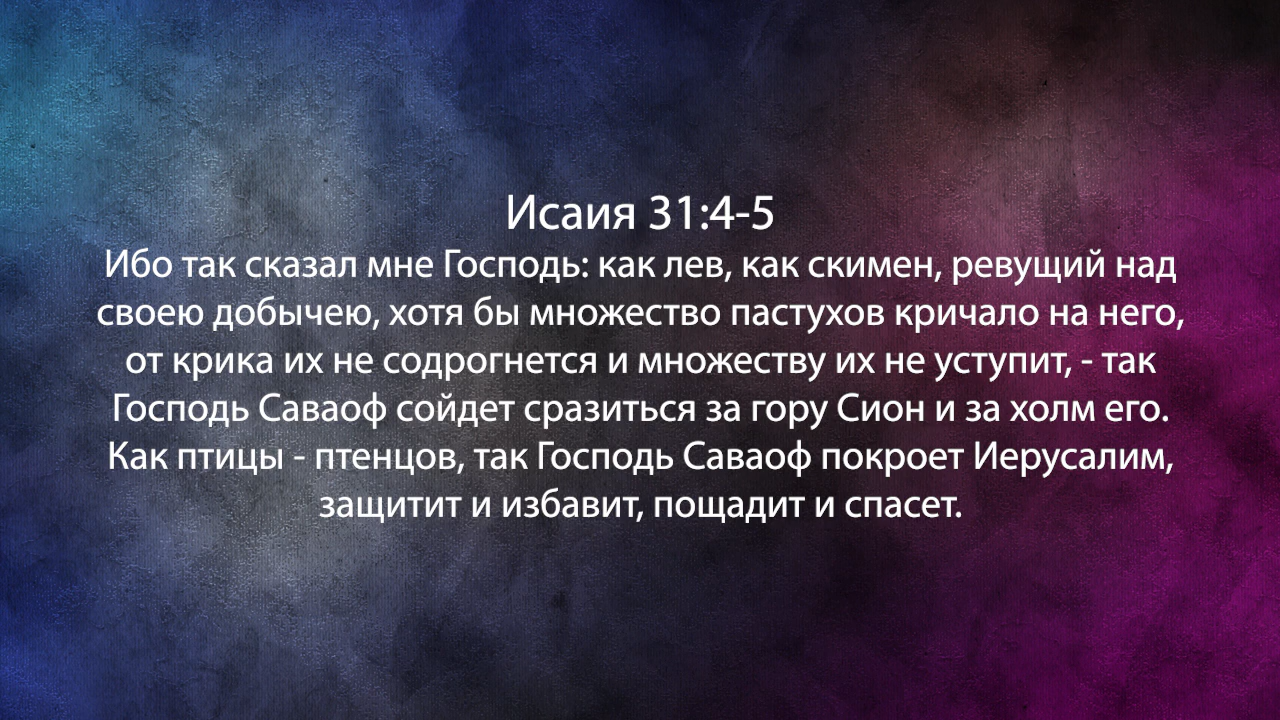 Исаия 31:4-5
Ибо так сказал мне Господь: как лев, как скимен, ревущий над
своею добычею, хотя бы множество пастухов кричало на него,
от крика их не содрогнется и множеству их не уступит, - так
Господь Саваоф сойдет сразиться за гору Сион и за холм его.
Как птицы - птенцов, так Господь Саваоф покроет Иерусалим,
защитит и избавит, пощадит и спасет.